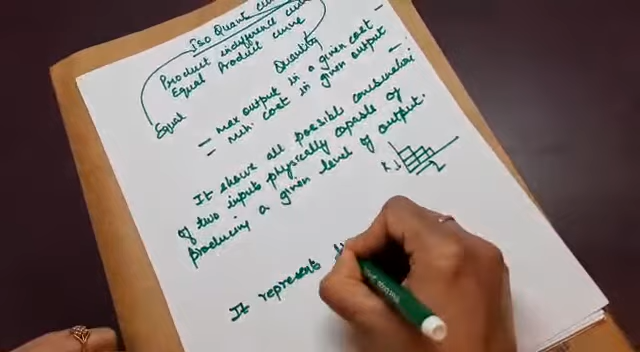 Iso Quant curve
Product indifference curve
Equal Product curve
Equal Quantity
= max output in a given cost -
= min. cost in given output -
It shows all possible combination
of two inputs physically capable of
producing a given level of output.
K ↓
It represent